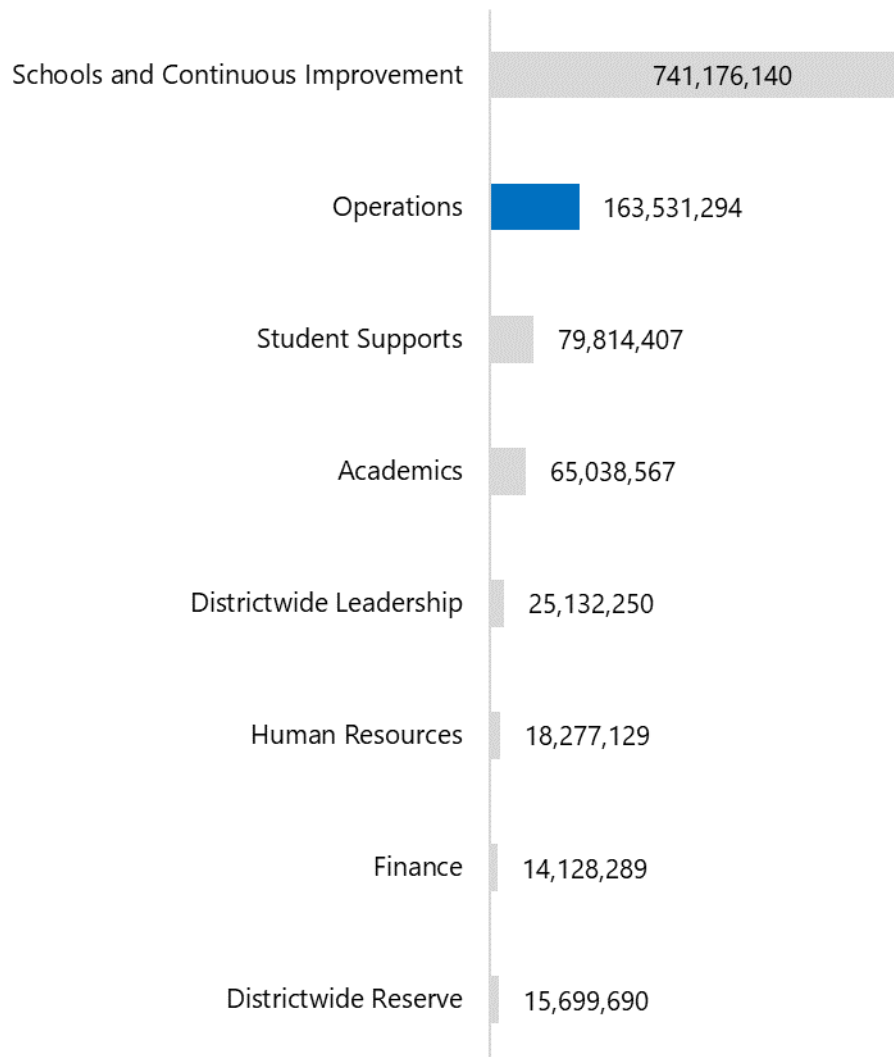 Schools and Continuous Improvement 741,176,140
Operations 163,531,294
Student Supports 79,814,407
Academics 65,038,567
Districtwide Leadership 25,132,250
Human Resources 18,277,129
Finance 14,128,289
Districtwide Reserve 15,699,690